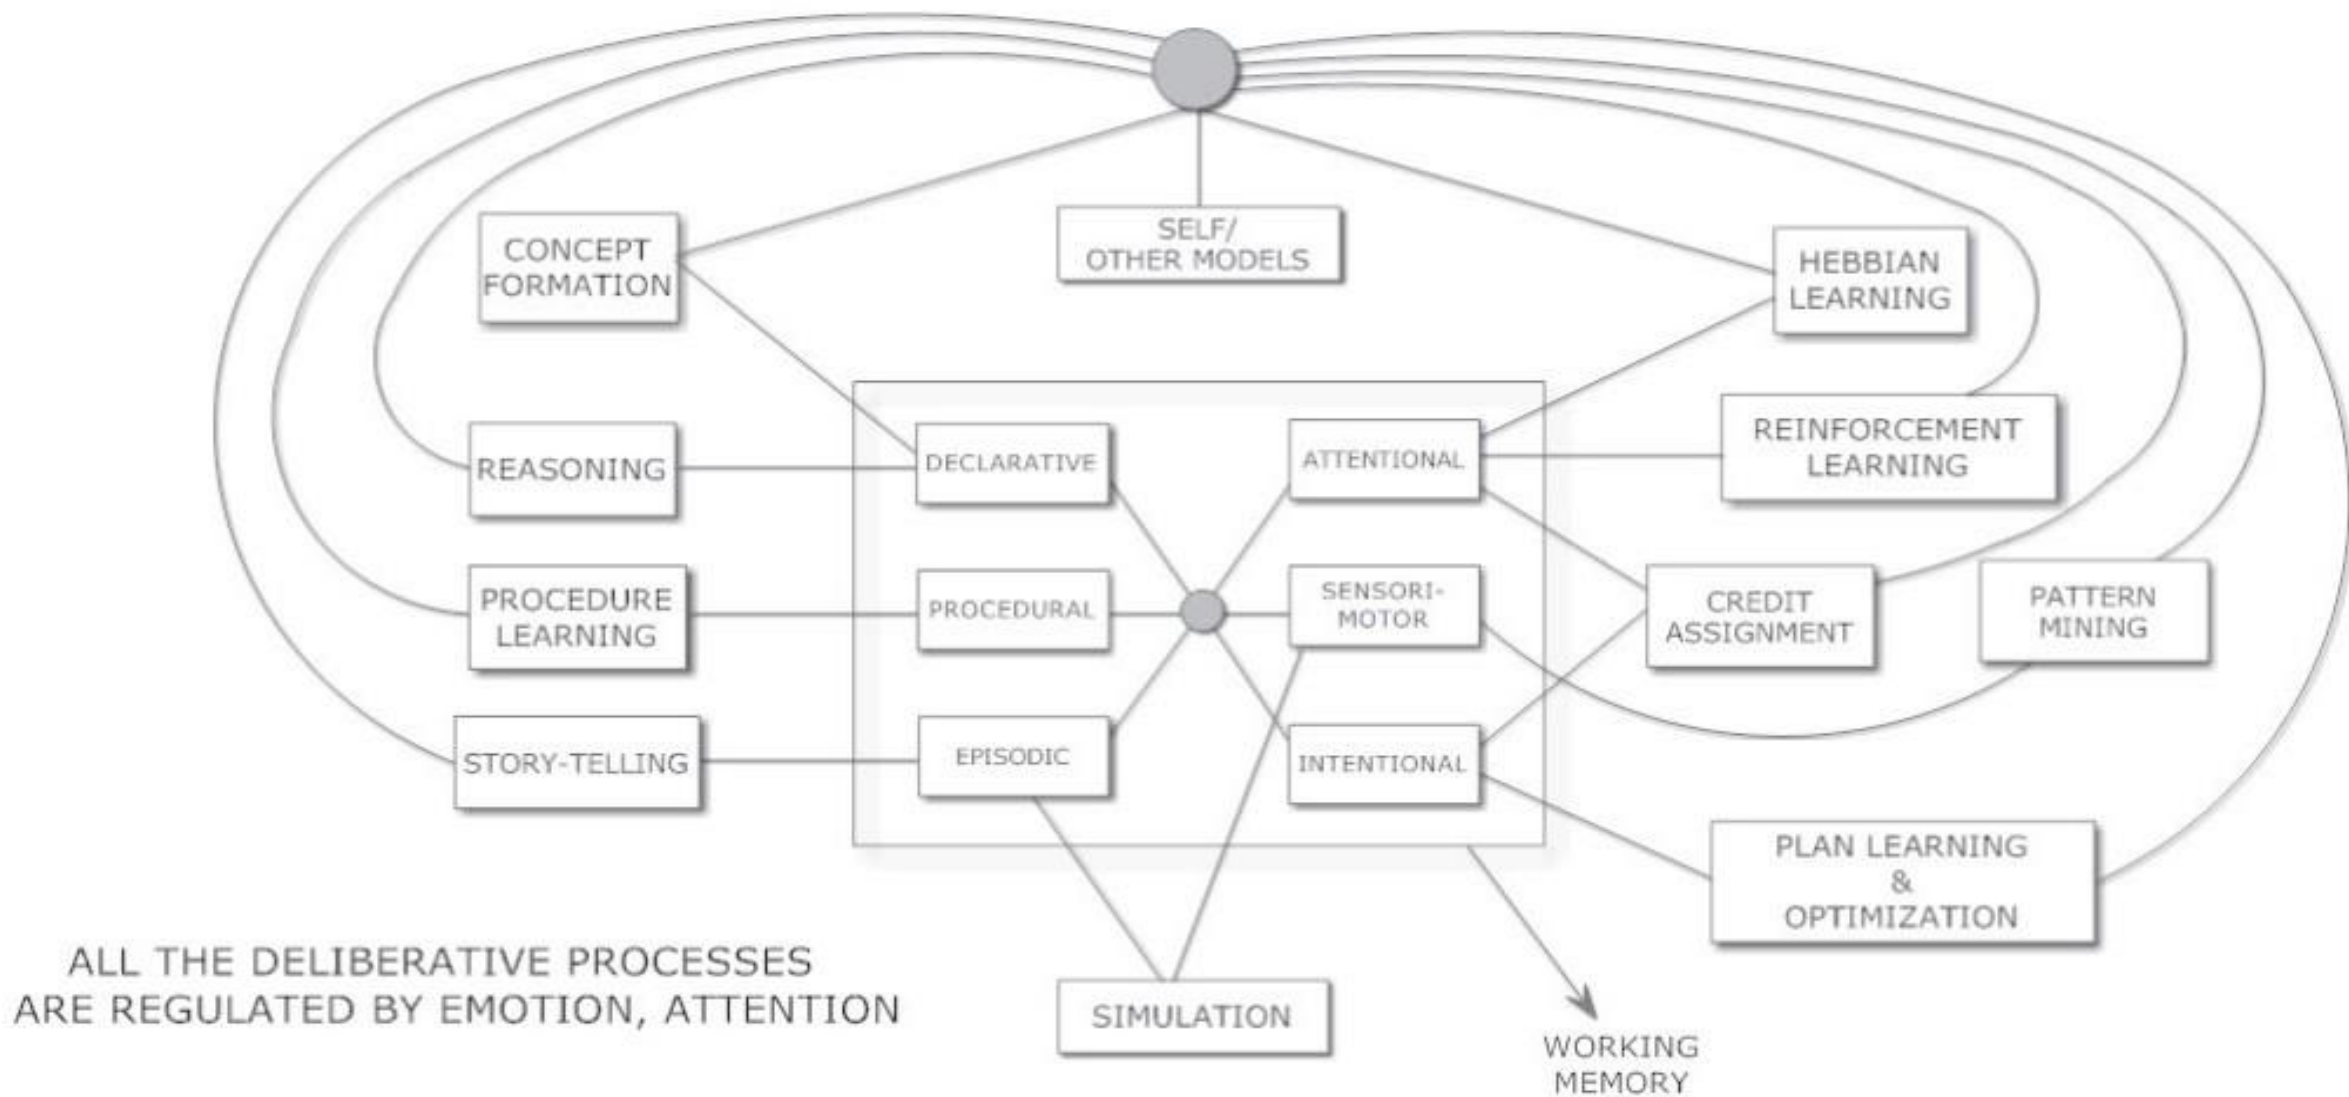 CONCEPT
FORMATION
SELF/
OTHER MODELS
HEBBIAN
LEARNING
REASONING
DECLARATIVE
ATTENTIONAL
REINFORCEMENT
LEARNING
PROCEDURE
LEARNING
PROCEDURAL
SENSORI-
MOTOR
CREDIT
ASSIGNMENT
PATTERN
MINING
STORY-TELLING
EPISODIC
INTENTIONAL
PLAN LEARNING
&
OPTIMIZATION
ALL THE DELIBERATIVE PROCESSES
ARE REGULATED BY EMOTION, ATTENTION
SIMULATION
WORKING
MEMORY